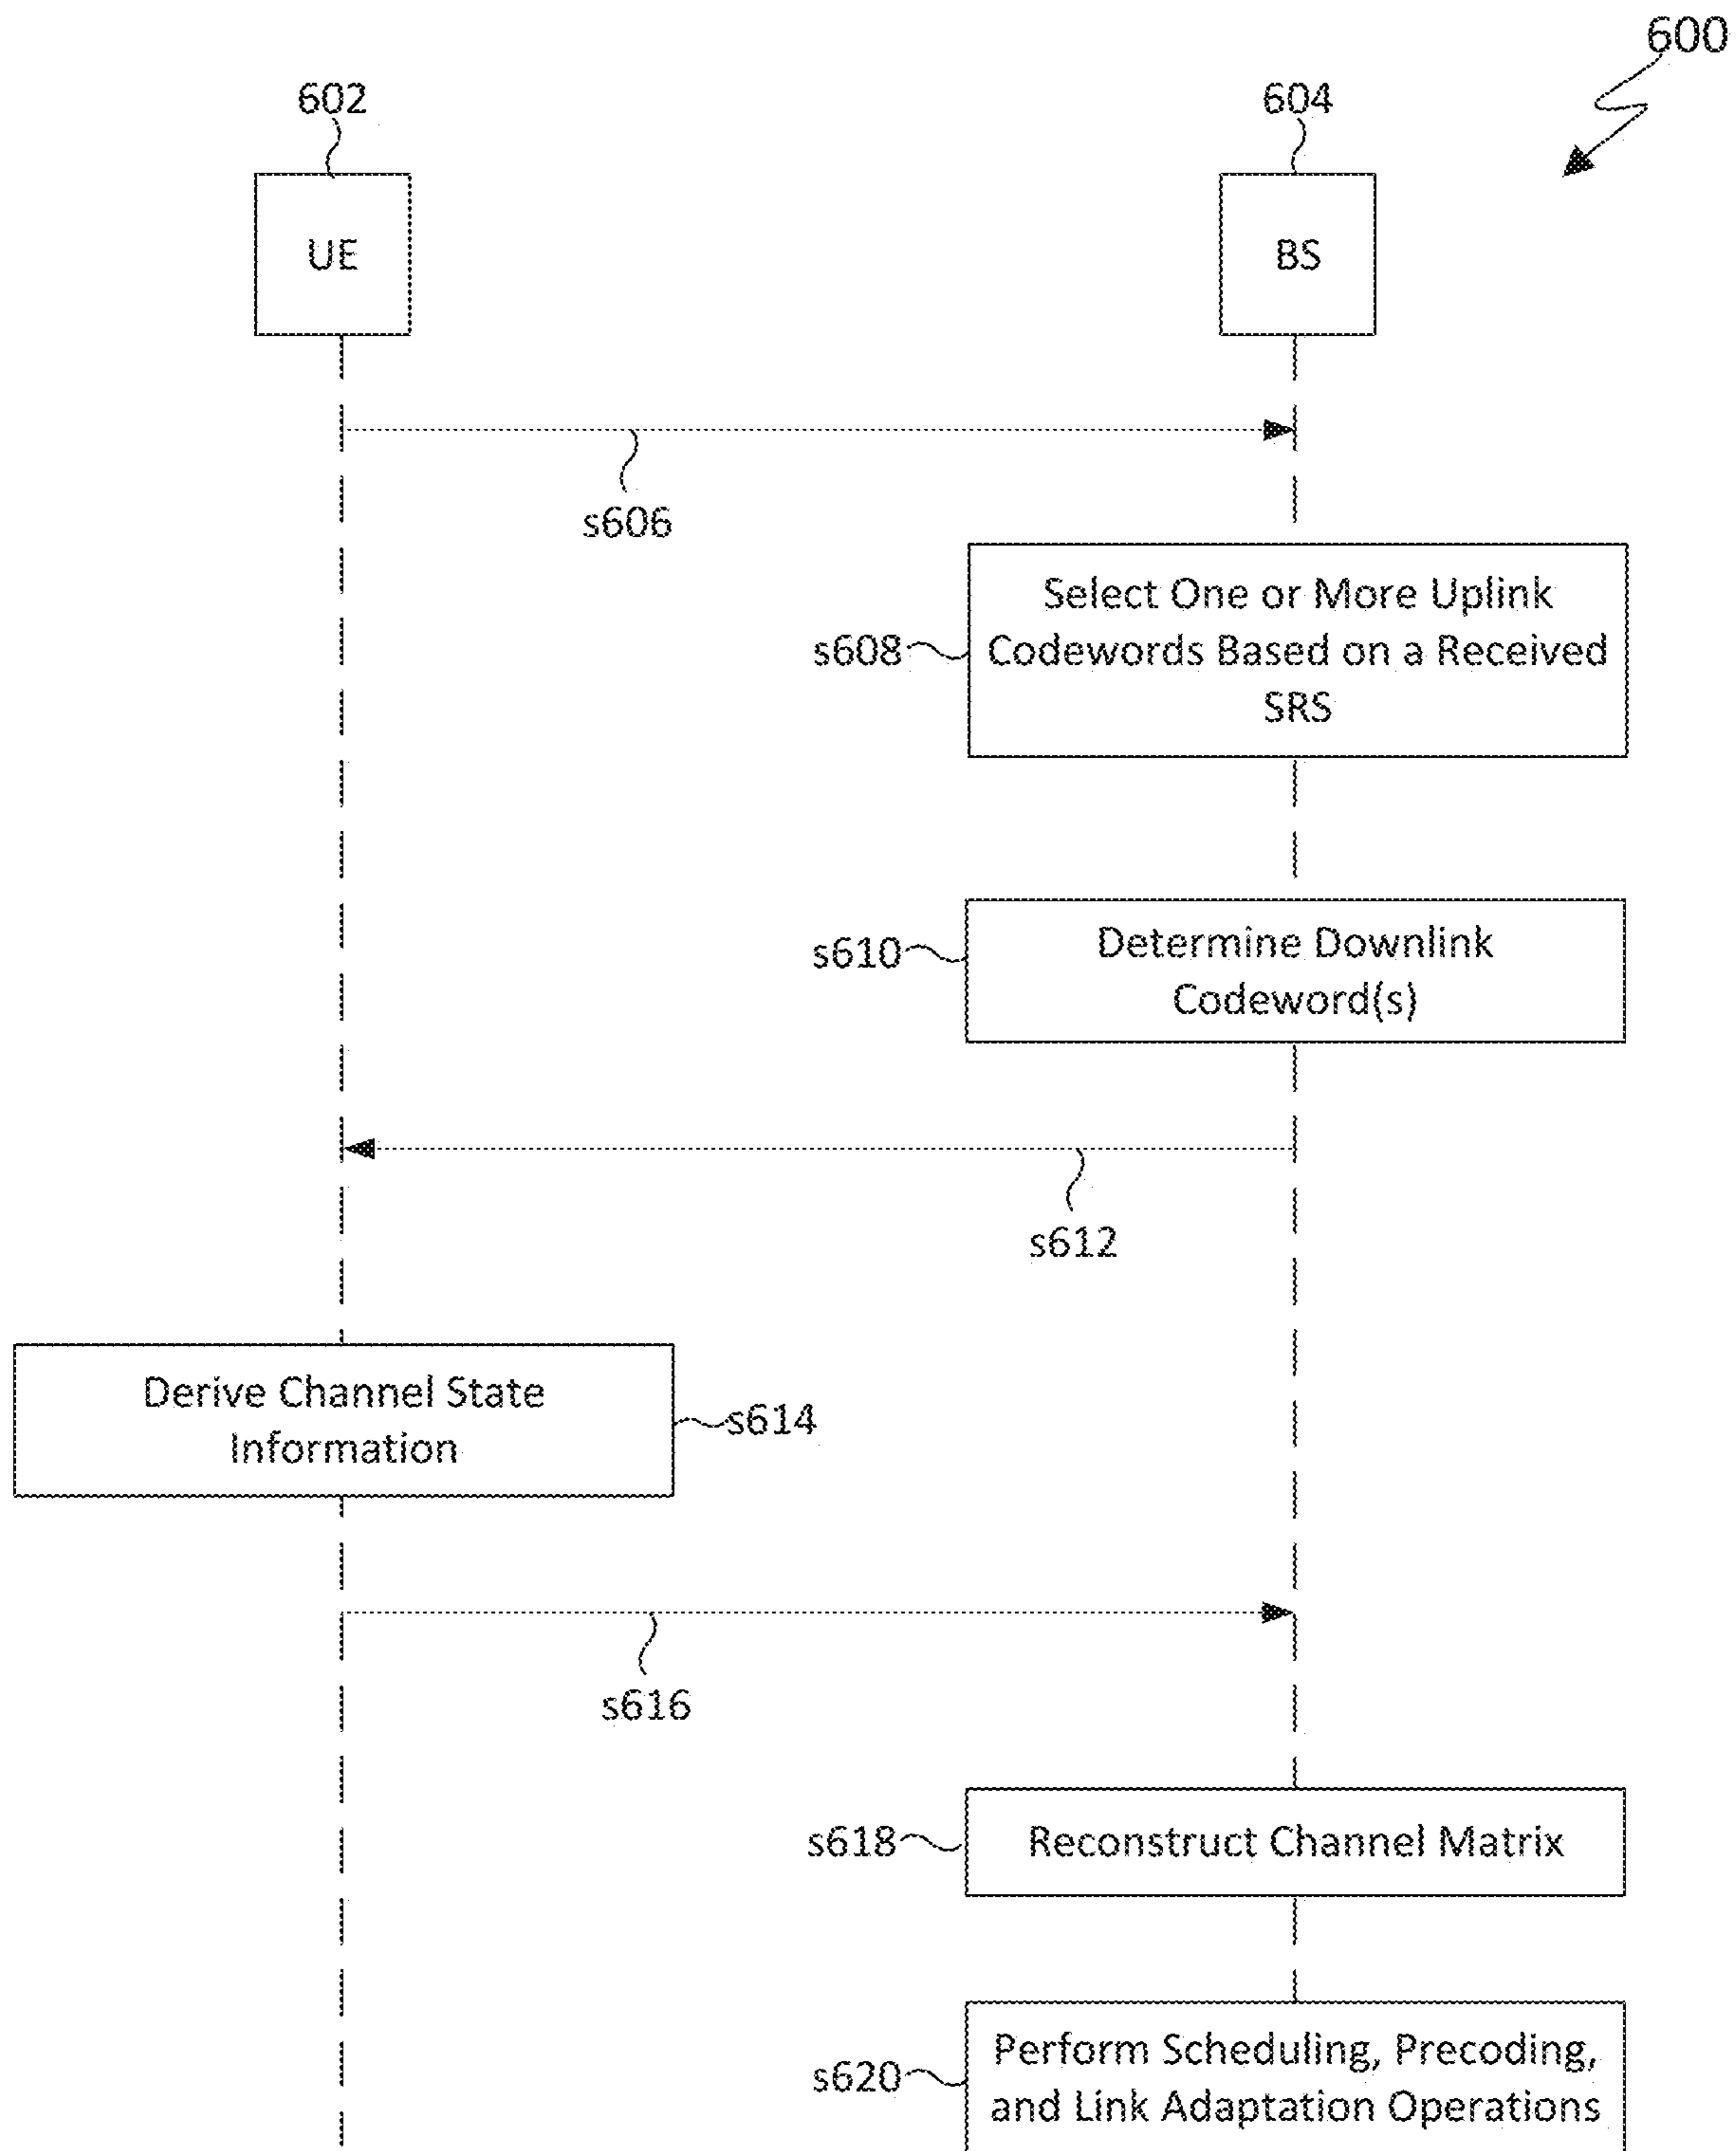 600
602
604
UE
BS
s606
Select One or More Uplink
s608
Codewords Based on a Received
SRS
s610
Determine Downlink
Codeword(s)
s612
Derive Channel State
s614
Information
s616
s618
Reconstruct Channel Matrix
s620
Perform Scheduling, Precoding,
and Link Adaptation Operations